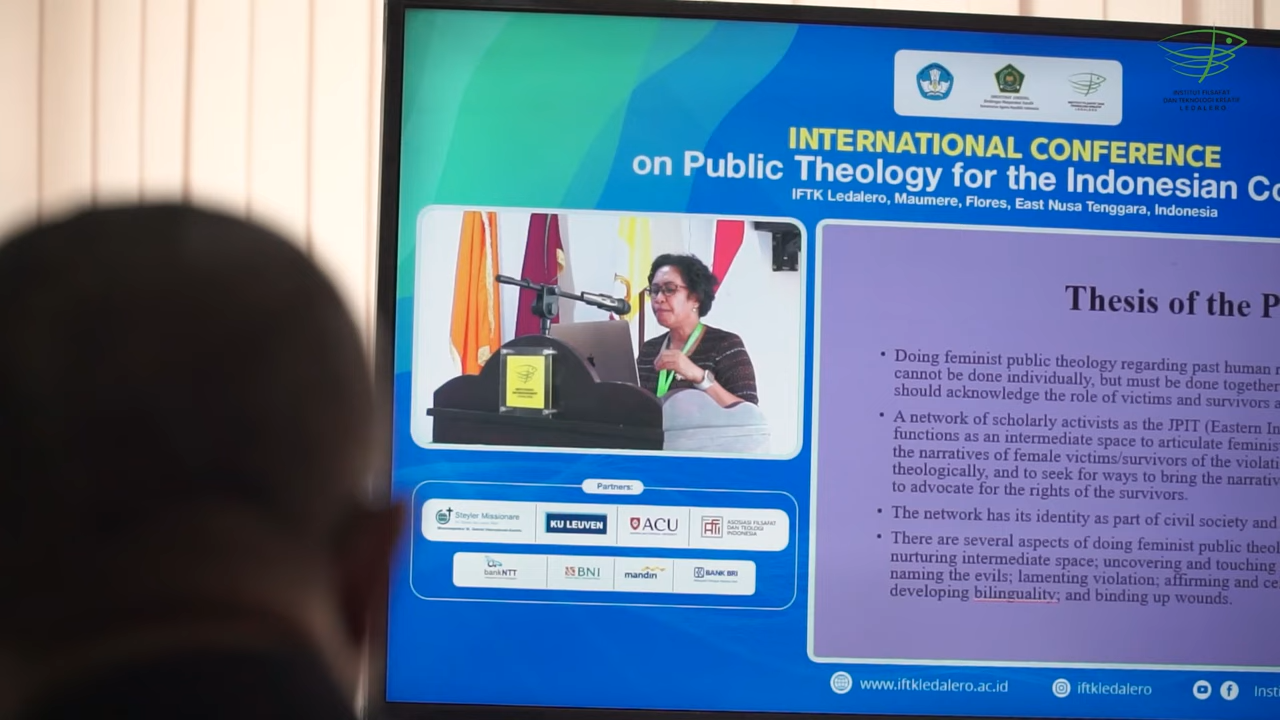 INSTITUT FILSAFAT
DAN TEKNOLOGI KREATIF
LEDALERO
INTERNATIONAL CONFERENCE
on Public Theology for the Indonesian Co
IFTK Ledalero, Maumere, Flores, East Nusa Tenggara, Indonesia
Thesis of the P
• Doing feminist public theology regarding past human r
cannot be done individually, but must be done together
should acknowledge the role of victims and survivors a
• A network of scholarly activists as the JPIT (Eastern In
functions as an intermediate space to articulate feminis
the narratives of female victims/survivors of the violati
theologically, and to seek for ways to bring the narrativ
to advocate for the rights of the survivors.
• The network has its identity as part of civil society and
• There are several aspects of doing feminist public theol
nurturing intermediate space; uncovering and touching
naming the evils; lamenting violation; affirming and ce
developing bilinguality; and binding up wounds.
Partners:
Steyler Missionare
KU LEUVEN
ACU
ASOSIASI FILSAFAT
DAN TEOLOGI
INDONESIA
bankNTT
BNI
mandiri
BANK BRI
www.iftkledalero.ac.id
iftkledalero
Insti